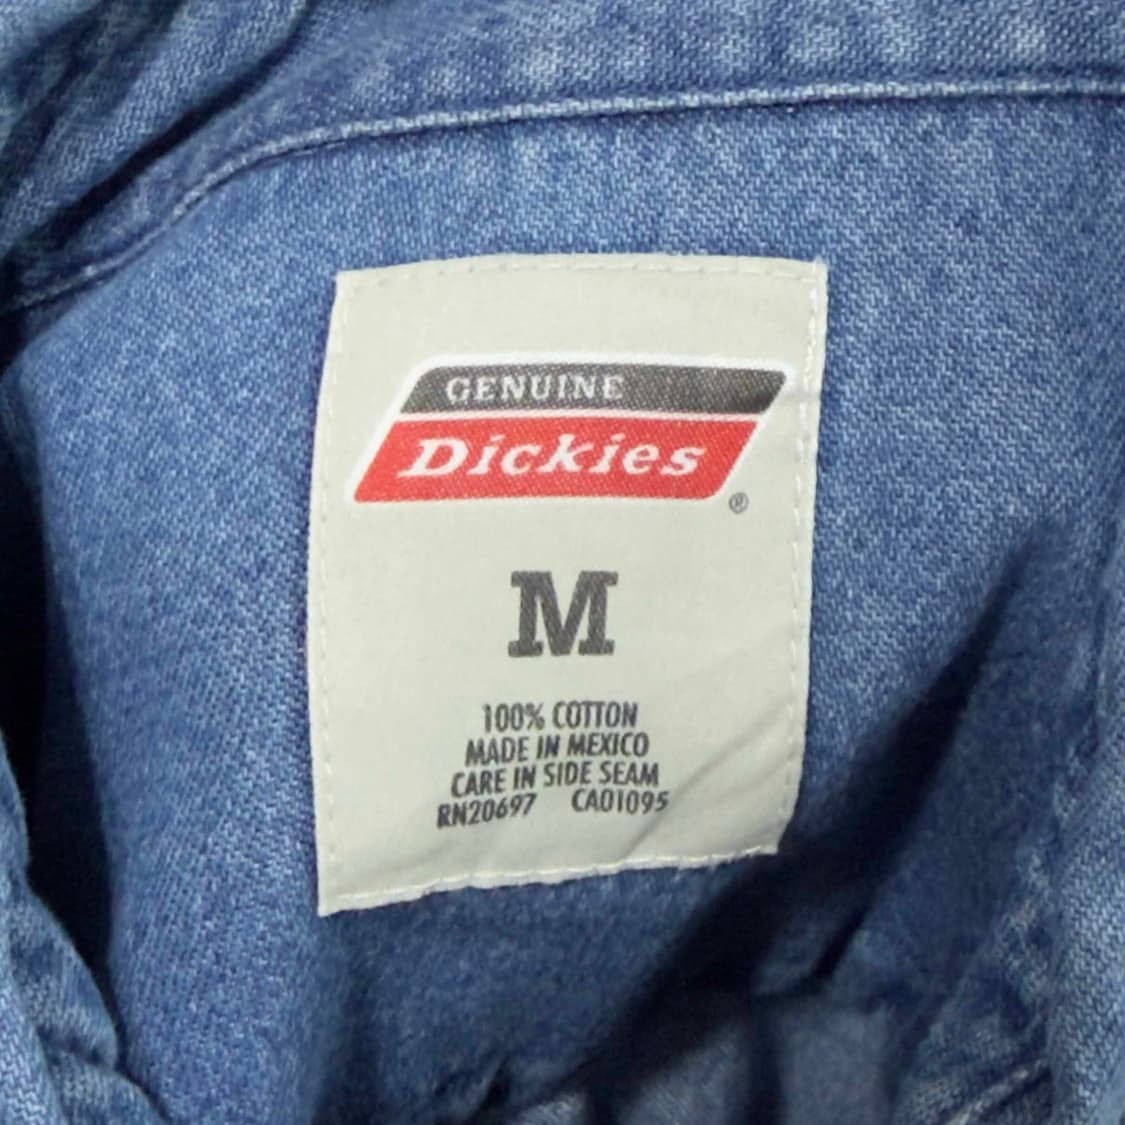 GENUINE
Dickies
®
M
100% COTTON
MADE IN MEXICO
CARE IN SIDE SEAM
RN20697 CA01095